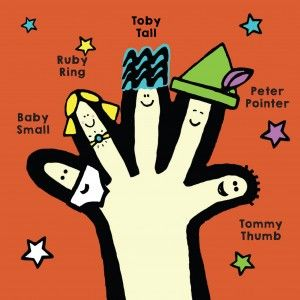 Toby
Tall
Ruby
Ring
Peter
Pointer
Baby
Small
Tommy
Thumb